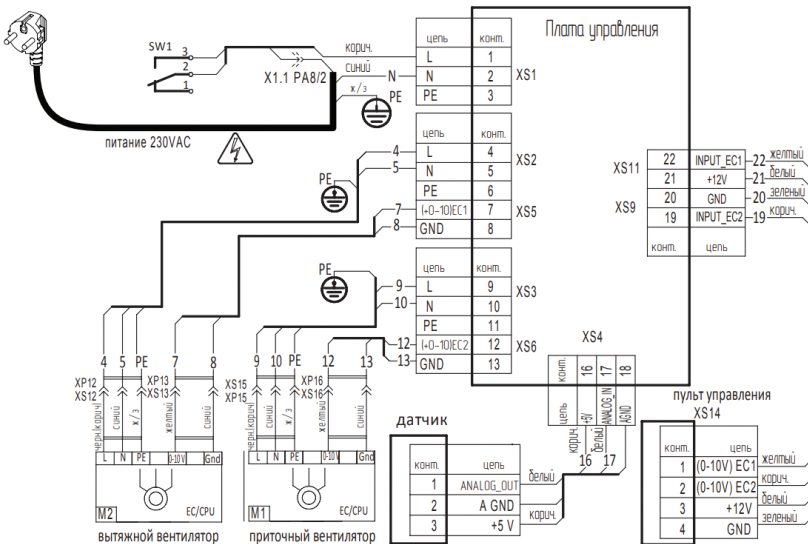 Плата управления
SW1
3
2
1
X1.1 PA8/2
корич.
синий
N
ж/з
PE
питание 230VAC
цепь конт.
L 1
N 2
PE 3
XS1
цепь конт.
L 4
N 5
PE 6
(+0-10)EC1 7
GND 8
XS2
XS5
4
5
PE
7
8
цепь конт.
L 9
N 10
PE 11
(+0-10)EC2 12
GND 13
XS3
XS6
PE
9
10
12
13
XS11
XS9
22 INPUT_EC1 22 желтый
21 +12V 21 белый
20 GND 20 зеленый
19 INPUT_EC2 19 корич.
конт. цепь
XS4
конт. 16 17 18
цепь +5V ANALOG_IN AGND
корич.
белый
16 17
4 5 PE 7 8
XP12 XP13
XS12 XS13
черн.(корич)
синий
ж/з
желтый
синий
L N PE 0-10V Gnd
M2 EC/CPU
вытяжной вентилятор
9 10 PE 12 13
XS15 XP16
XP15 XS16
черн.(корич)
синий
ж/з
желтый
синий
L N PE 0-10V Gnd
M1 EC/CPU
приточный вентилятор
датчик
конт. цепь
1 ANALOG_OUT белый
2 A GND
3 +5 V корич.
пульт управления
XS14
конт. цепь
1 (0-10V) EC1 желтый
2 (0-10V) EC2 корич.
3 +12V белый
4 GND зеленый